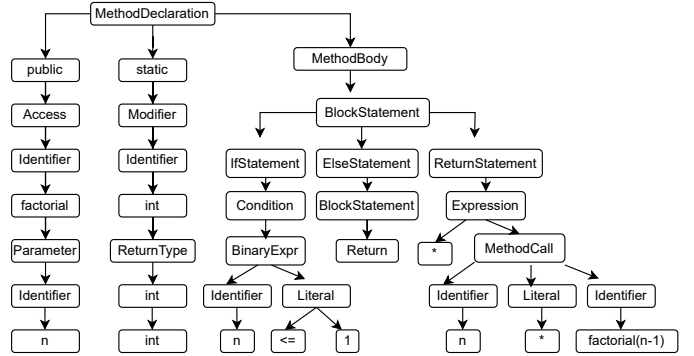 MethodDeclaration
public static MethodBody
Access Modifier BlockStatement
Identifier Identifier IfStatement ElseStatement ReturnStatement
factorial int Condition BlockStatement Expression
Parameter ReturnType BinaryExpr Return * MethodCall
Identifier int Identifier Literal Identifier Literal Identifier
n int n <= 1 n * factorial(n-1)